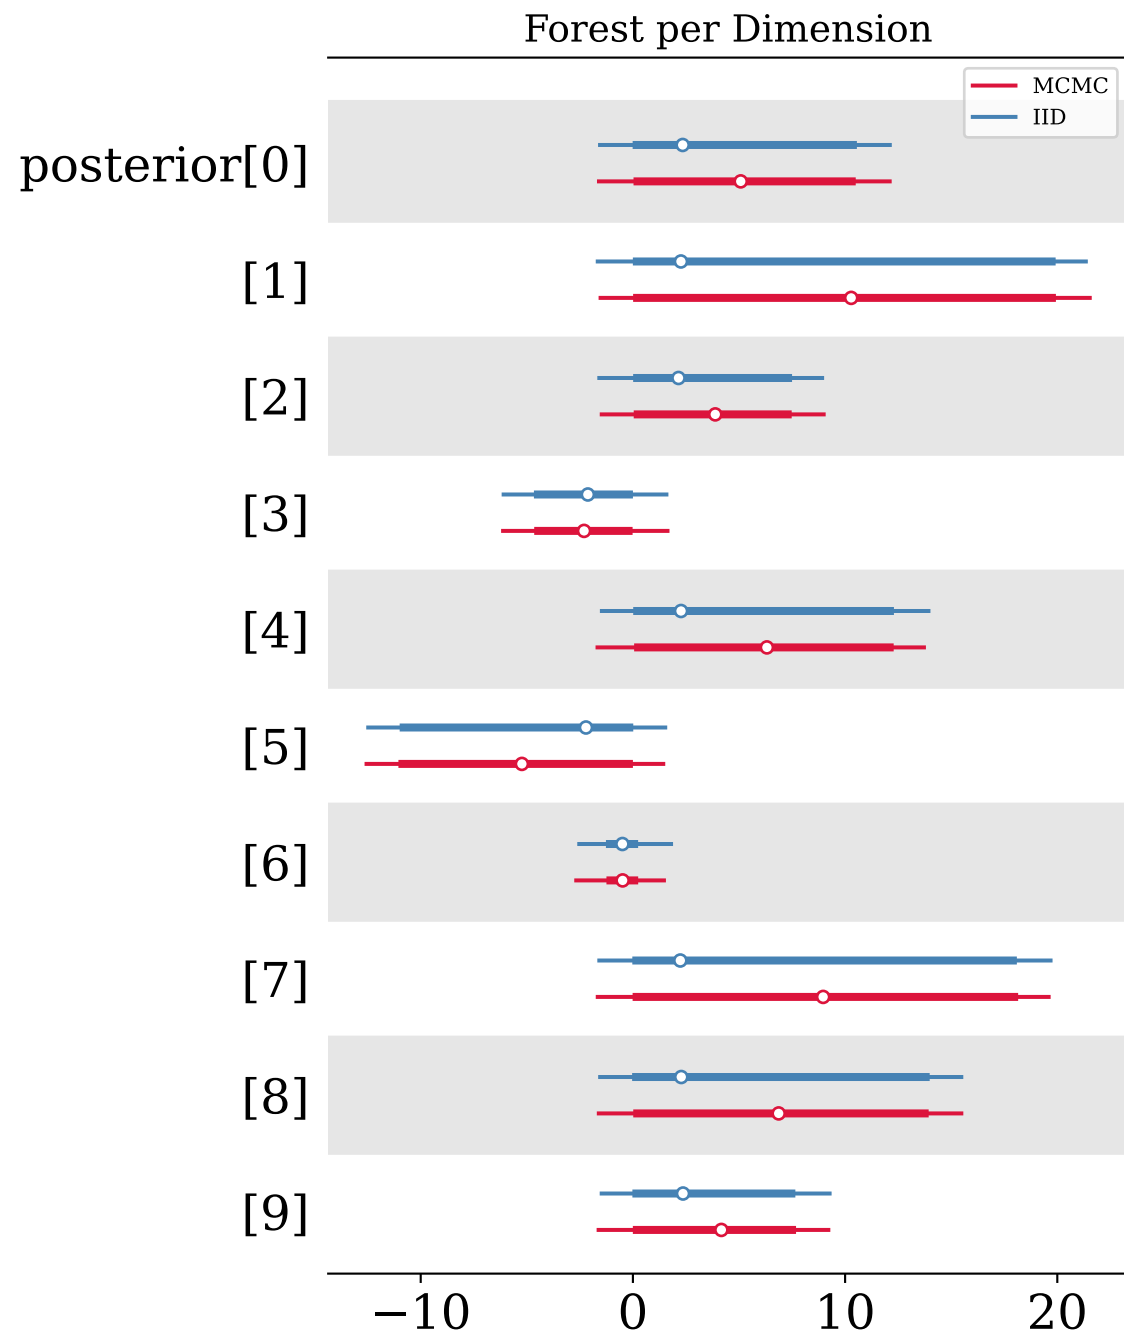 Forest per Dimension
MCMC
IID
posterior[0]
[1]
[2]
[3]
[4]
[5]
[6]
[7]
[8]
[9]
−10 0 10 20